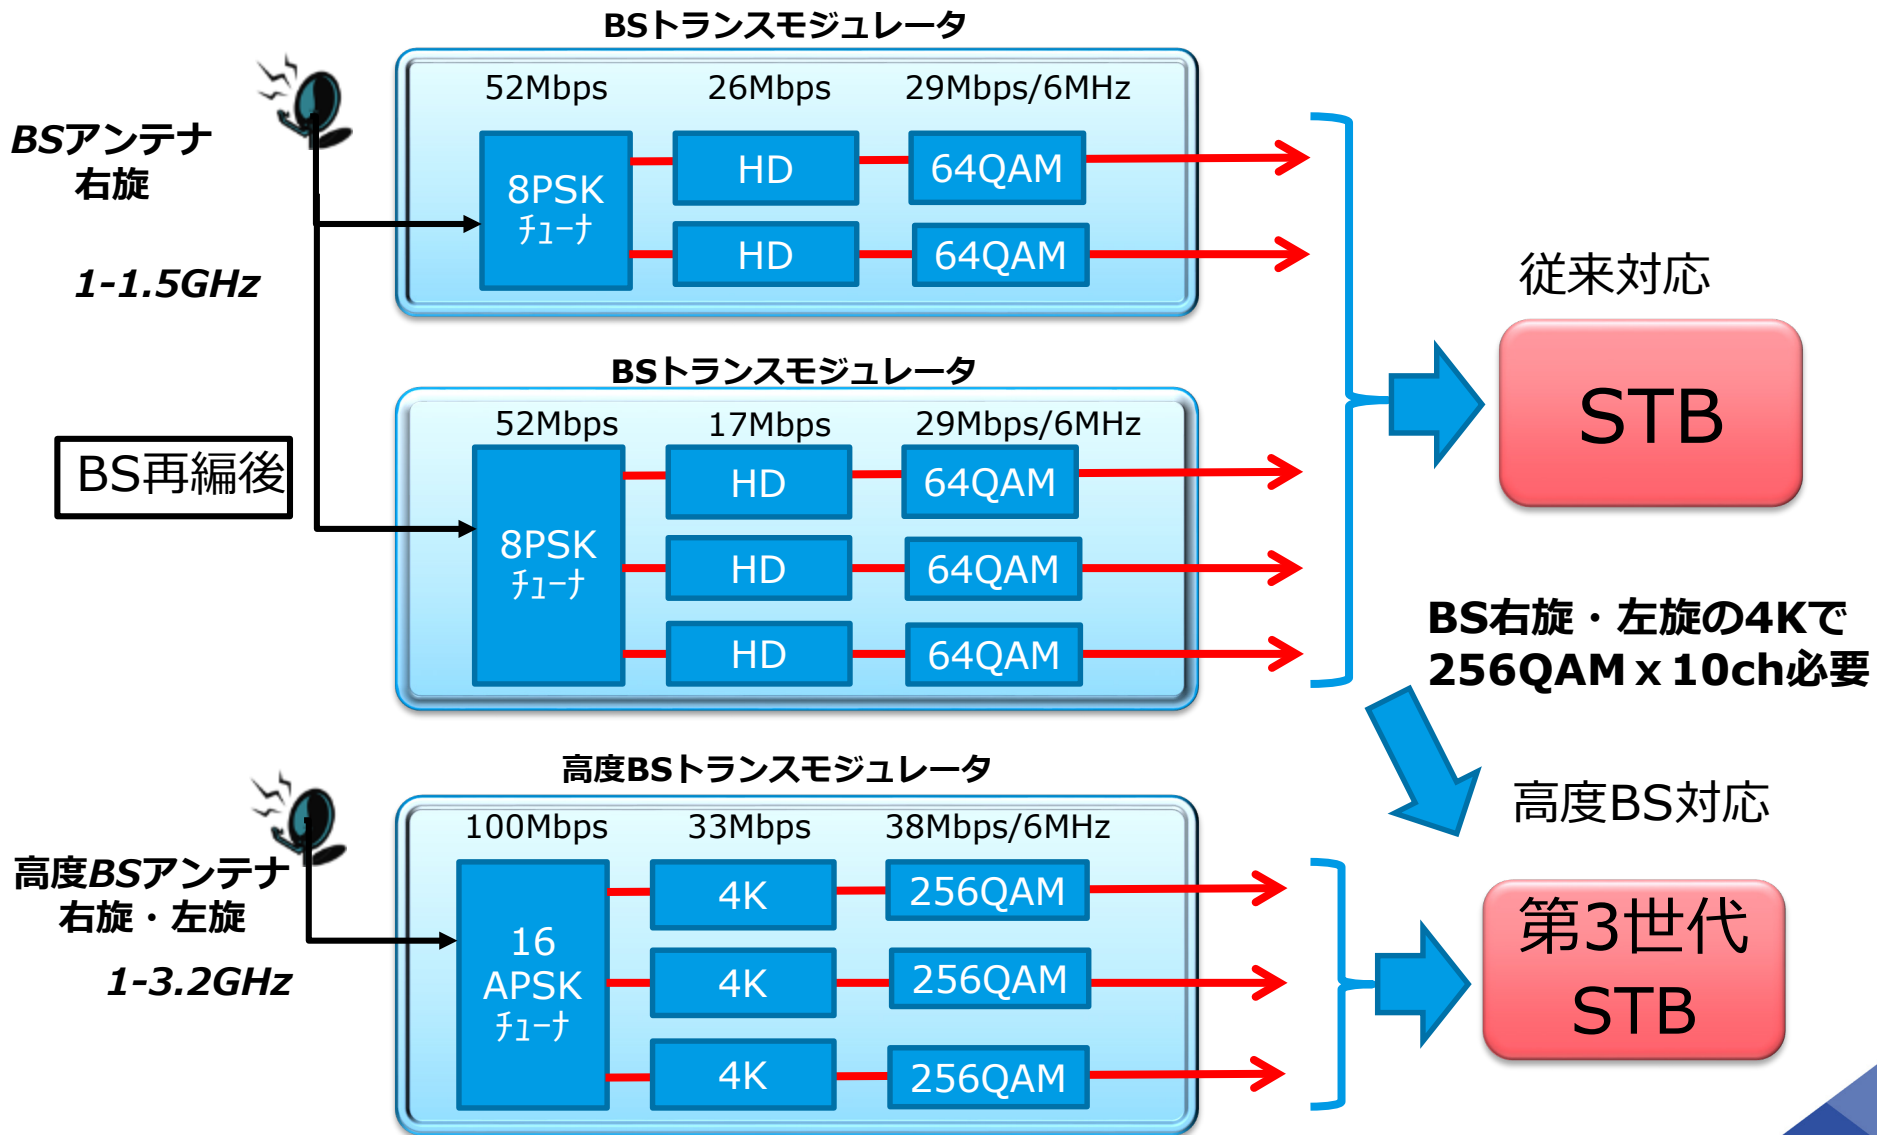 BSトランスモジュレータ
52Mbps 26Mbps 29Mbps/6MHz
BSアンテナ
右旋
1-1.5GHz
8PSK
ﾁｭｰﾅ
HD 64QAM
HD 64QAM
BSトランスモジュレータ
52Mbps 17Mbps 29Mbps/6MHz
BS再編後
8PSK
ﾁｭｰﾅ
HD 64QAM
HD 64QAM
HD 64QAM
従来対応
STB
BS右旋・左旋の4Kで
256QAM x 10ch必要
高度BSトランスモジュレータ
100Mbps 33Mbps 38Mbps/6MHz
高度BSアンテナ
右旋・左旋
1-3.2GHz
16
APSK
ﾁｭｰﾅ
4K 256QAM
4K 256QAM
4K 256QAM
高度BS対応
第3世代
STB